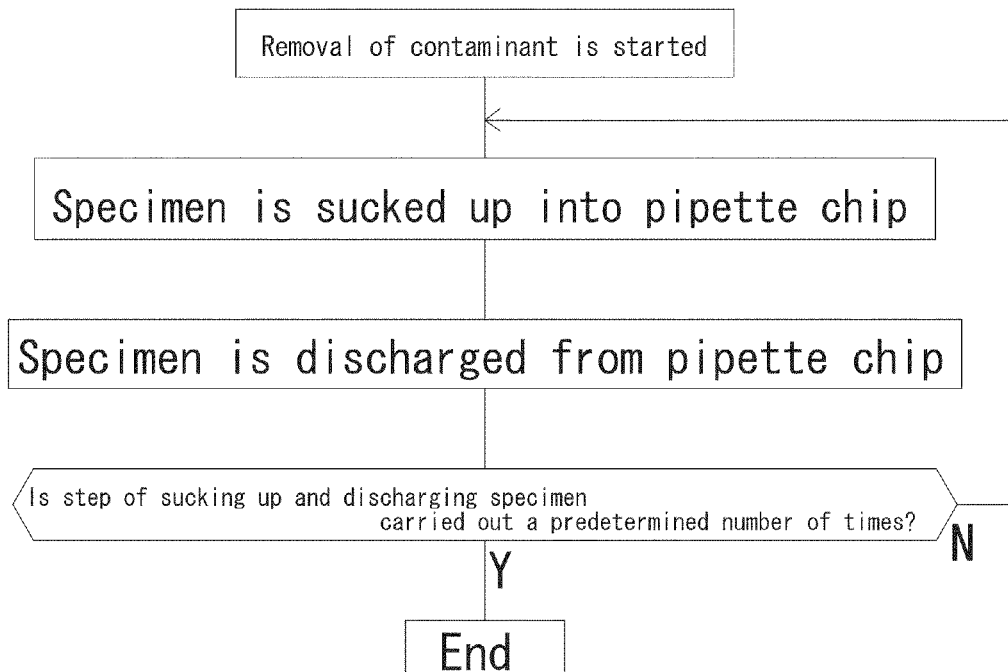 Removal of contaminant is started
Specimen is sucked up into pipette chip
Specimen is discharged from pipette chip
Is step of sucking up and discharging specimen
carried out a predetermined number of times?
N
Y
End